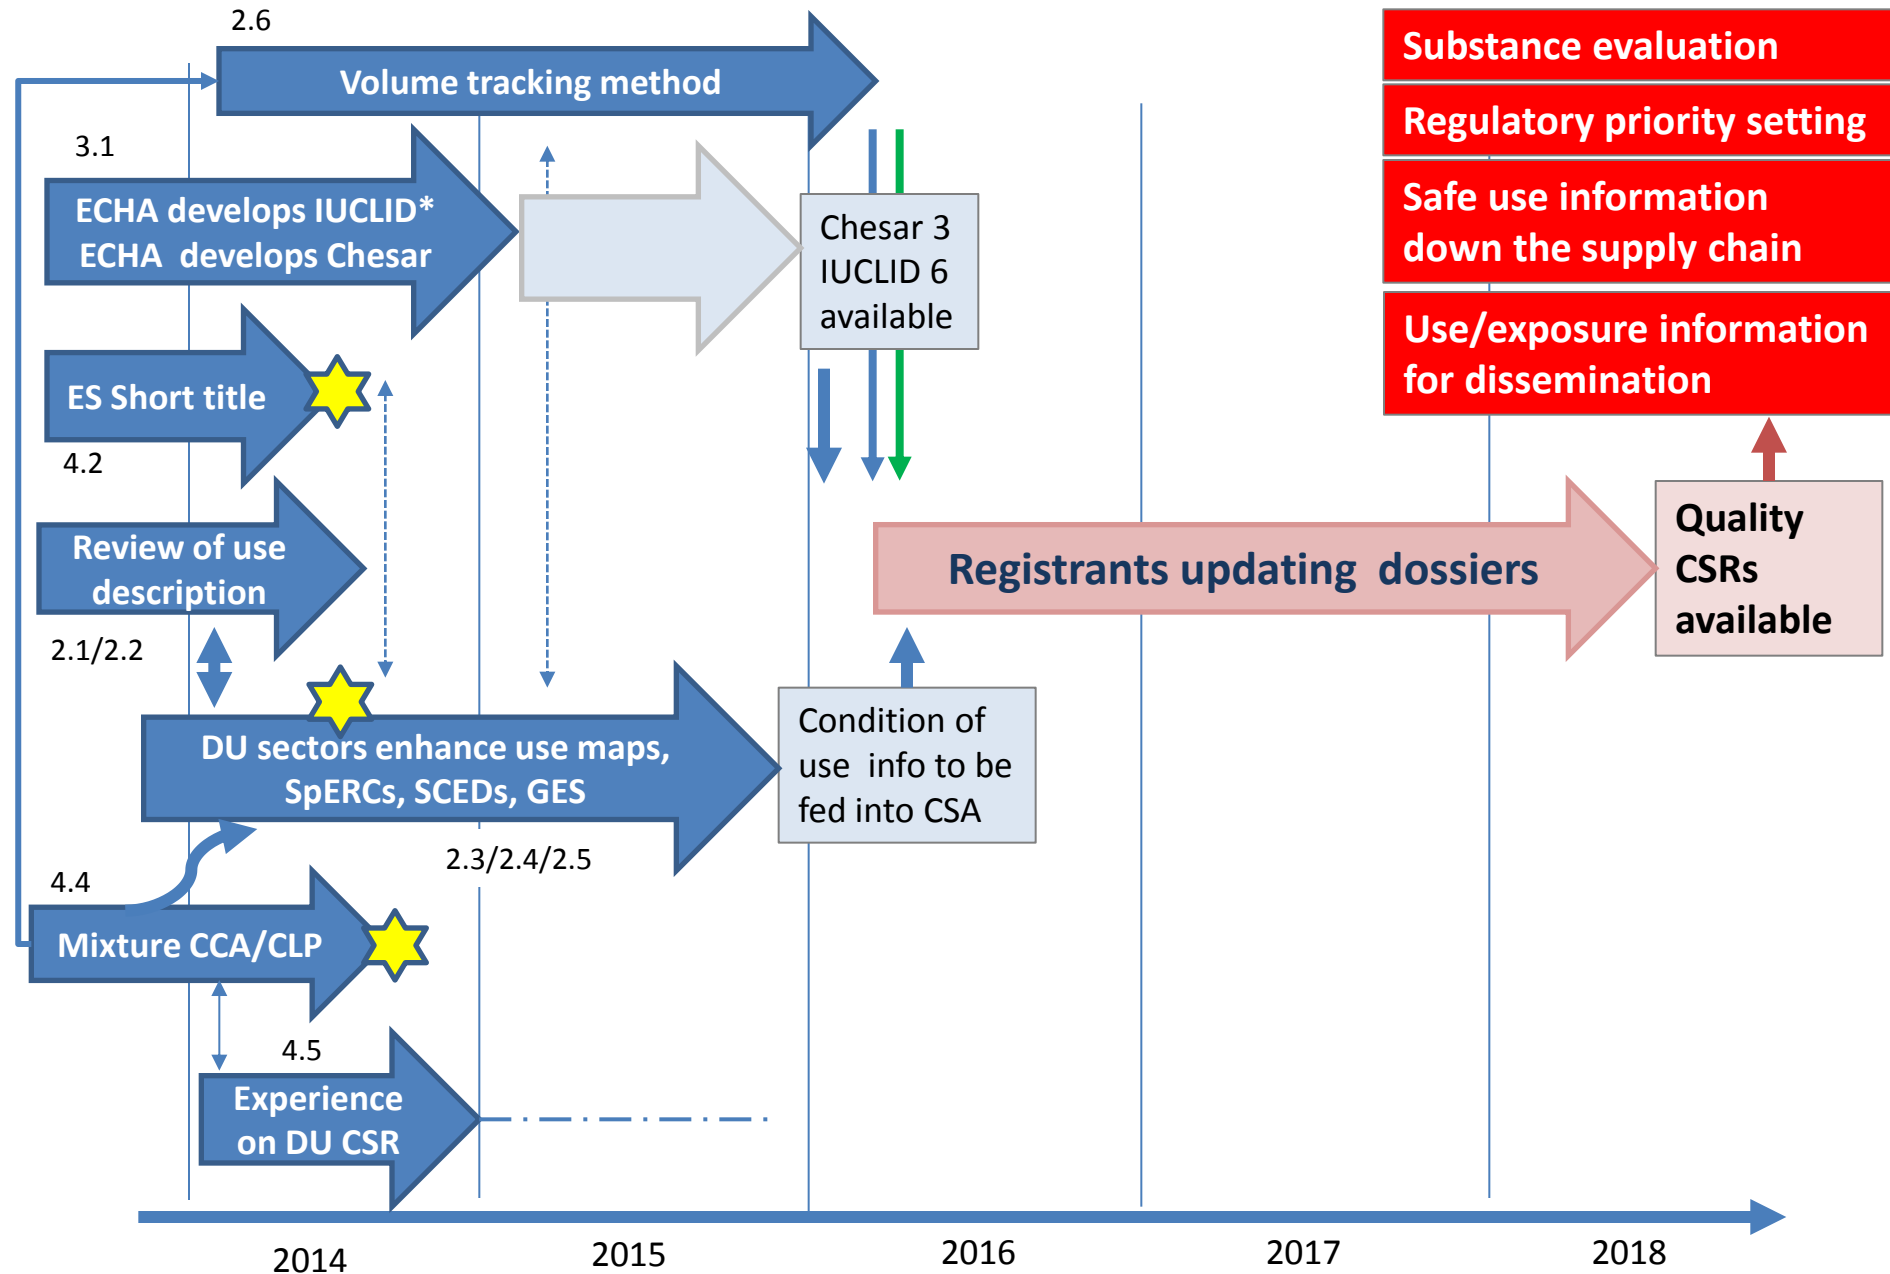 2.6
Volume tracking method
3.1
ECHA develops IUCLID*
ECHA  develops Chesar
Chesar 3
IUCLID 6
available
ES Short title
4.2
Review of use
description
2.1/2.2
DU sectors enhance use maps,
SpERCs, SCEDs, GES
2.3/2.4/2.5
Condition of
use  info to be
fed into CSA
4.4
Mixture CCA/CLP
4.5
Experience
on DU CSR
Registrants updating  dossiers
Quality
CSRs
available
Substance evaluation
Regulatory priority setting
Safe use information
down the supply chain
Use/exposure information
for dissemination
2014
2015
2016
2017
2018